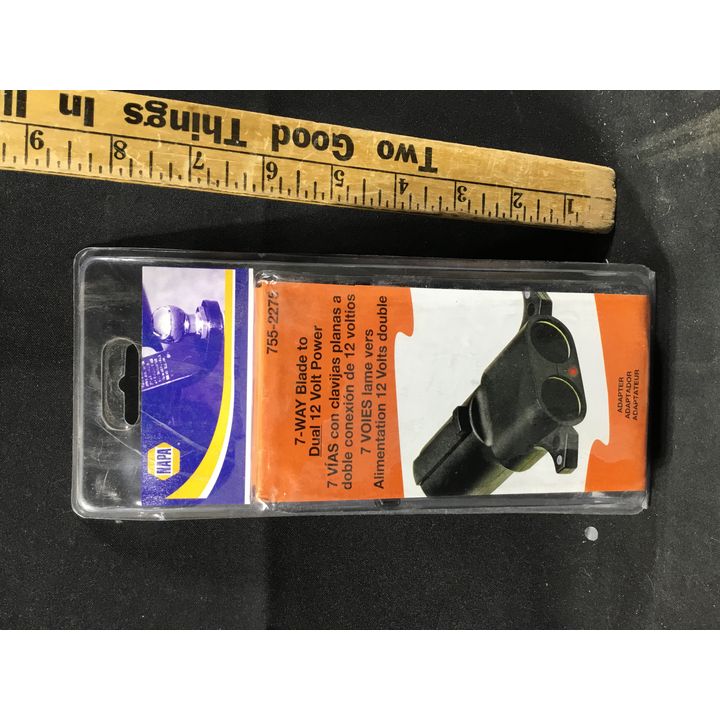 Two Good Things In
1 2 3 4 5 6 7 8 9
NAPA
755-2275
7-WAY Blade to
Dual 12 Volt Power
7 VÍAS con clavijas planas a
doble conexión de 12 voltios
7 VOIES lame vers
Alimentation 12 Volts double
ADAPTER
ADAPTADOR
ADAPTATEUR